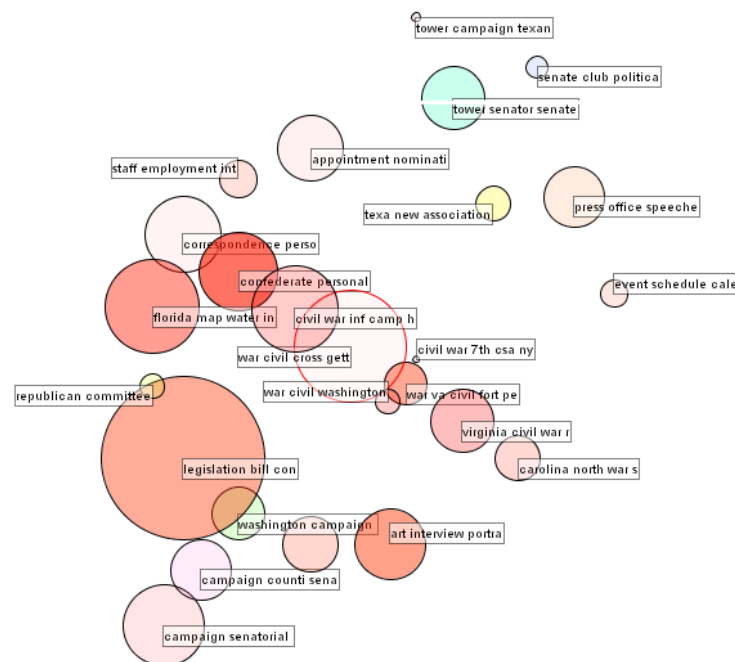 tower campaign texan
senate club politica
tower senator senate
appointment nominati
staff employment int
press office speeche
texa new association
correspondence perso
confederate personal
event schedule cale
florida map water in
civil war inf camp h
war civil cross gett
civil war 7th csa ny
republican committee
war civil washington
war va civil fort pe
virginia civil war r
legislation bill con
carolina north war s
washington campaign
art interview portra
campaign counti sena
campaign senatorial